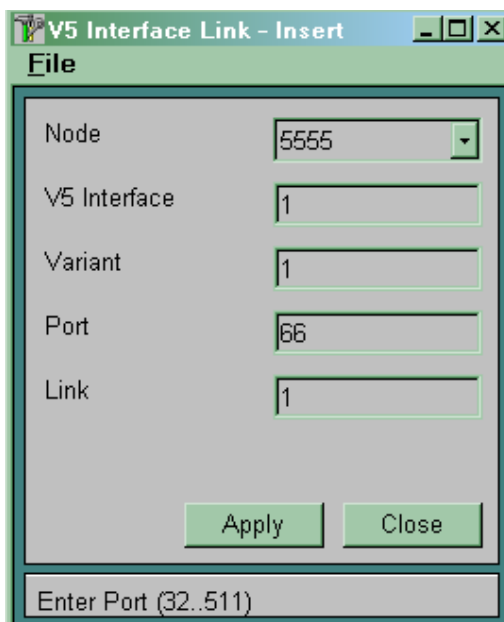 V5 Interface Link - Insert
File
Node 5555
V5 Interface 1
Variant 1
Port 66
Link 1
Apply Close
Enter Port (32..511)